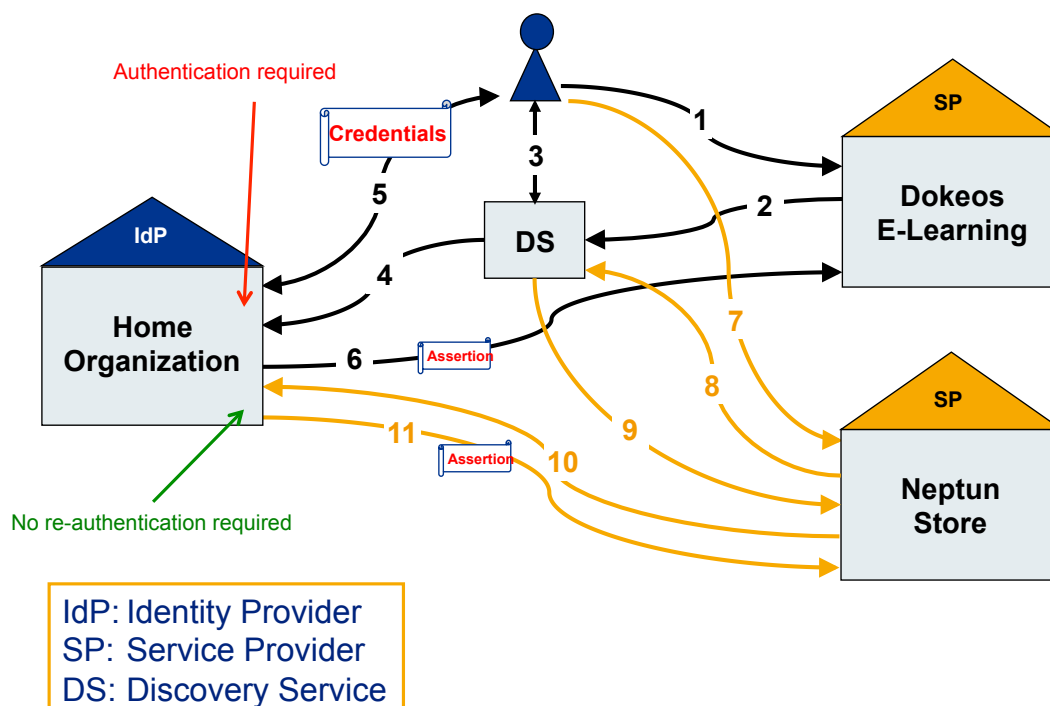 Authentication required
SP
1
Credentials
3
Dokeos
E-Learning
5
2
IdP
DS
4
Home
Organization
7
6
Assertion
8
SP
11
9
10
Assertion
Neptun
Store
No re-authentication required
IdP: Identity Provider
SP: Service Provider
DS: Discovery Service